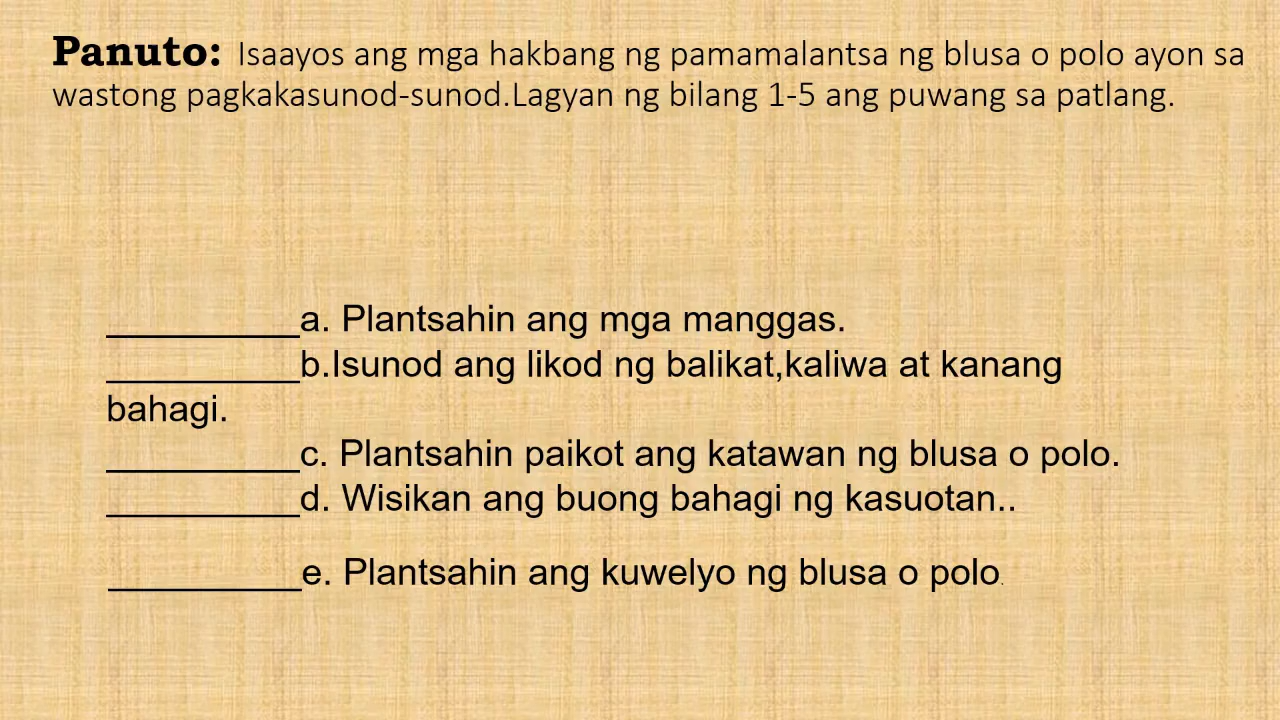 Panuto: Isaayos ang mga hakbang ng pamamalantsa ng blusa o polo ayon sa
wastong pagkakasunod-sunod.Lagyan ng bilang 1-5 ang puwang sa patlang.
__________a. Plantsahin ang mga manggas.
__________b.Isunod ang likod ng balikat,kaliwa at kanang
bahagi.
__________c. Plantsahin paikot ang katawan ng blusa o polo.
__________d. Wisikan ang buong bahagi ng kasuotan..
__________e. Plantsahin ang kuwelyo ng blusa o polo.